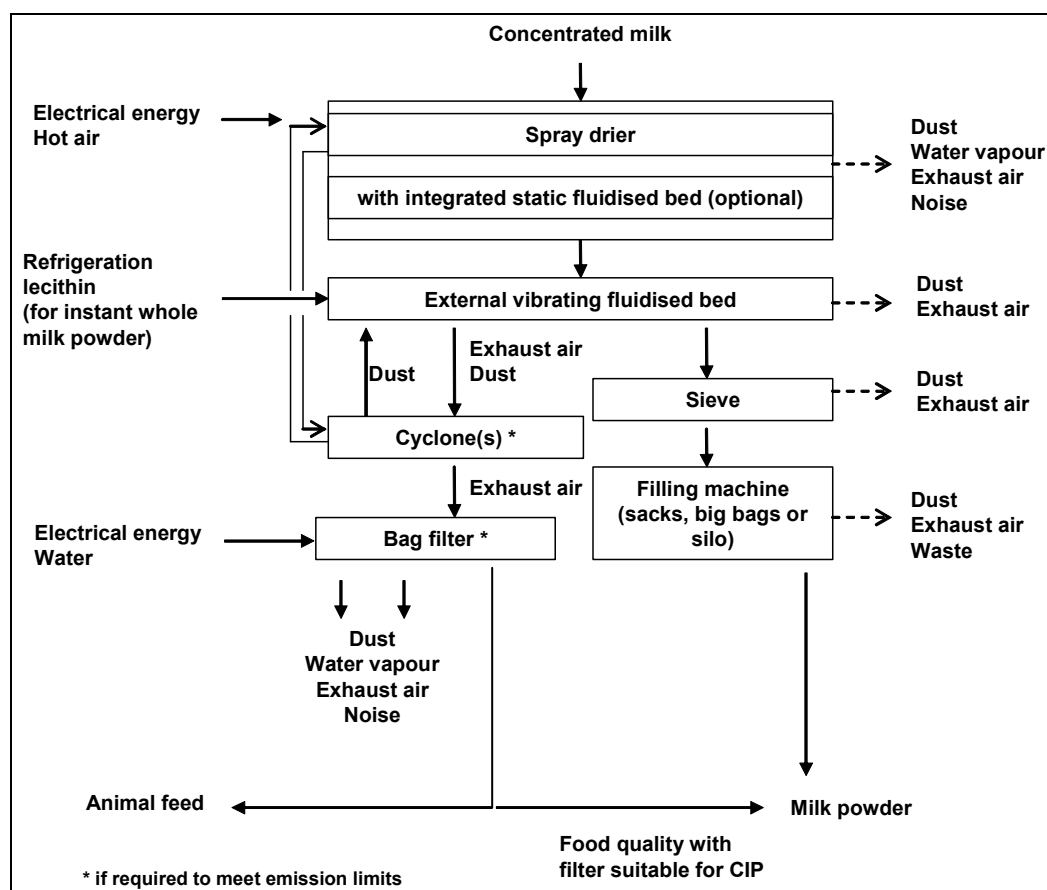 Concentrated milk
Electrical energy
Hot air
Spray drier
with integrated static fluidised bed (optional)
Dust
Water vapour
Exhaust air
Noise
Refrigeration
lecithin
(for instant whole
milk powder)
External vibrating fluidised bed
Dust
Exhaust air
Dust
Exhaust air
Dust
Sieve
Dust
Exhaust air
Cyclone(s) *
Exhaust air
Filling machine
(sacks, big bags or
silo)
Dust
Exhaust air
Waste
Electrical energy
Water
Bag filter *
Dust
Water vapour
Exhaust air
Noise
Animal feed
Milk powder
Food quality with
filter suitable for CIP
* if required to meet emission limits